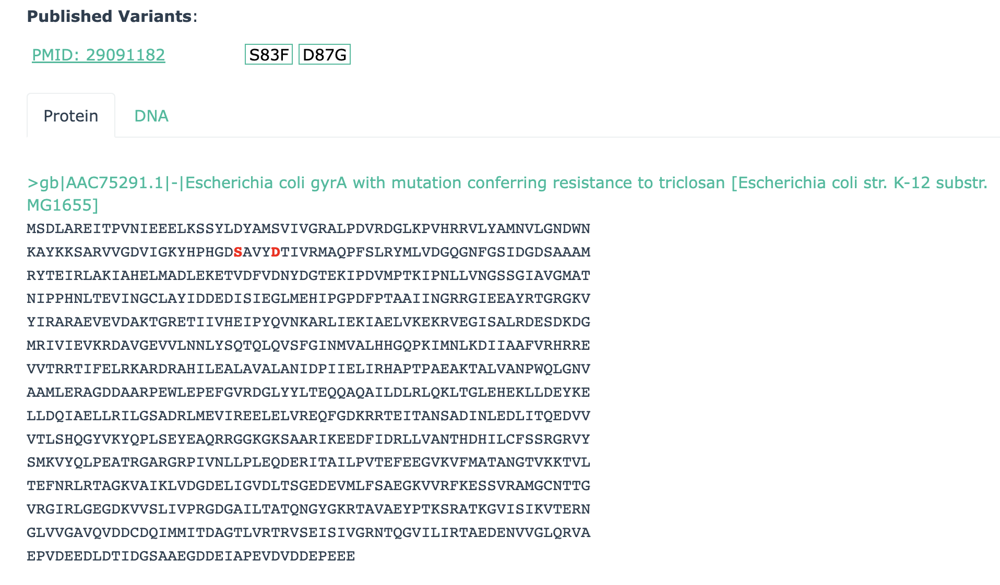 Published Variants:
PMID: 29091182 S83F D87G
Protein DNA
>gb|AAC75291.1|-|Escherichia coli gyrA with mutation conferring resistance to triclosan [Escherichia coli str. K-12 substr.
MG1655]
MSDLAREITPVNIEEELKSSYLDYAMSVIVGRALPDVRDGLKPVHRRVLYAMNVLGNDWN
KAYKKSARVVGDVIGKYHPHGDSAVYDTIVRMAQPFSLRYMLVDGQGNFGSIDGDSAAAM
RYTEIRLAKIAHELMADLEKETVDFVDNYDGTEKIPDVMPTKIPNLLVNGSSGIAVGMAT
NIPPHNLTEVINGCLAYIDDEDISIEGLMEHIPGPDFPTAAIINGRRGIEEAYRTGRGKV
YIRARAEVEVDAKTGRETIIVHEIPYQVNKARLIEKIAELVKEKRVEGISALRDESDKDG
MRIVIEVKRDAVGEVVLNNLYSQTQLQVSFGINMVALHHGQPKIMNLKDIIAAFVRHRRE
VVTRRTIFELRKARDRAHILEALAVALANIDPIIELIRHAPTPAEAKTALVANPWQLGNV
AAMLERAGDDAARPEWLEPEFGVRDGLYYLTEQQAQAILDLRLQKLTGLEHEKLLDEYKE
LLDQIAELLRILGSADRLMEVIREELELVREQFGDKRRTEITANSADINLEDLITQEDVV
VTLSHQGYVKYQPLSEYEAQRRGGKGKSAARIKEEDFIDRLLVANTHDHILCFSSRGRVY
SMKVYQLPEATRGARGRPIVNLLPLEQDERITAILPVTEFEEGVKVFMATANGTVKKTVL
TEFNRLRTAGKVAIKLVDGDELIGVDLTSGEDEVMLFSAEGKVVRFKESSVRAMGCNTTG
VRGIRLGEGDKVVSLIVPRGDGAILTATQNGYGKRTAVAEYPTKSRATKGVISIKVTERN
GLVVGAVQVDDCDQIMMITDAGTLVRTRVSEISIVGRNTQGVILIRTAEDENVVGLQRVA
EPVDEEDLDTIDGSAAEGDDEIAPEVDVDDEPEEE